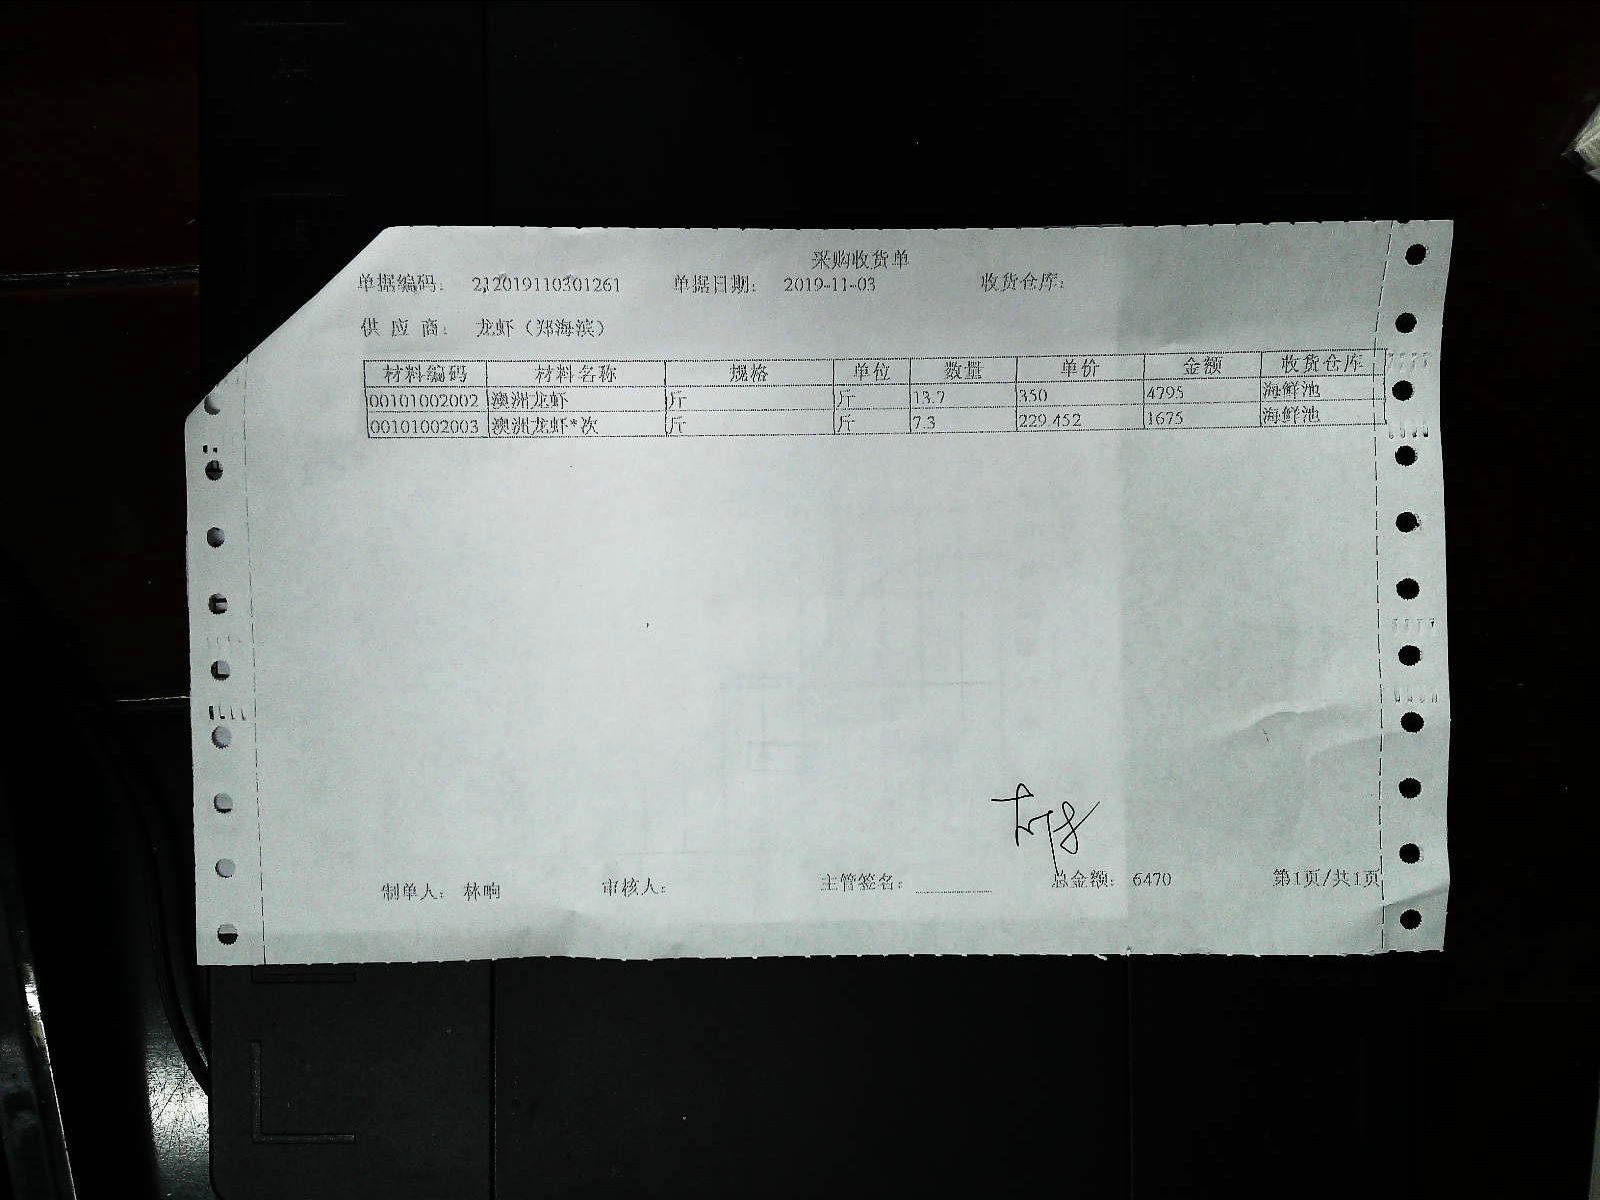 采购收货单
单据编码: 212019110301261 单据日期: 2019-11-03 收货仓库:
供应商: 龙虾（郑海滨）
材料编码 材料名称 规格 单位 数量 单价 金额 收货仓库
00101002002 澳洲龙虾 斤 斤 13.7 350 4795 海鲜池
00101002003 澳洲龙虾*次 斤 斤 7.3 229.452 1675 海鲜池
制单人: 林响 审核人: 主管签名: 总金额: 6470 第1页/共1页